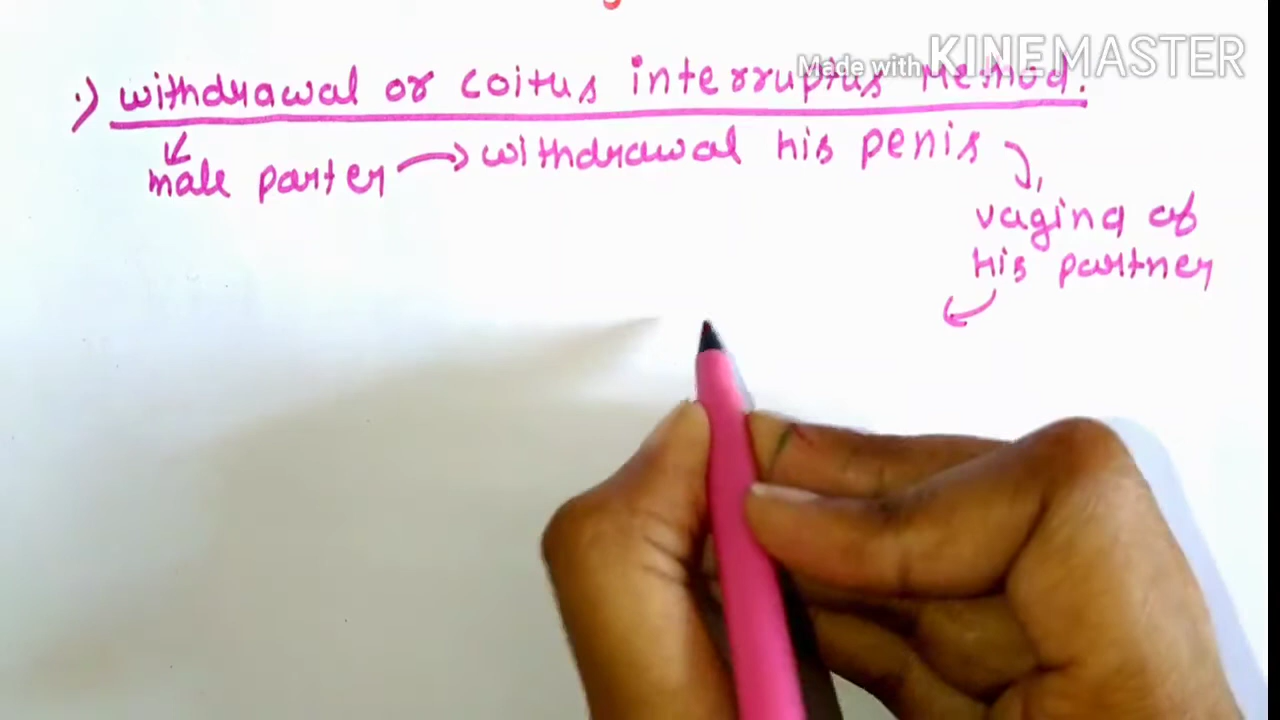 Made with KINEMASTER
·) withdrawal or coitus interruptus Method.
male parter → withdrawal his penis
vagina of
his partner